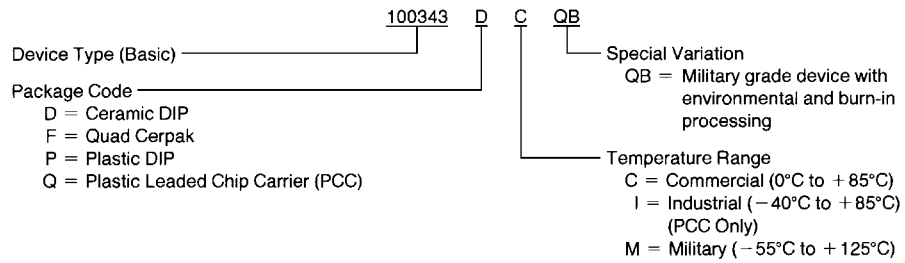 100343 D C QB
Device Type (Basic)
Package Code
D = Ceramic DIP
F = Quad Cerpak
P = Plastic DIP
Q = Plastic Leaded Chip Carrier (PCC)
Special Variation
QB = Military grade device with
environmental and burn-in
processing
Temperature Range
C = Commercial (0°C to +85°C)
I = Industrial (−40°C to +85°C)
(PCC Only)
M = Military (−55°C to +125°C)